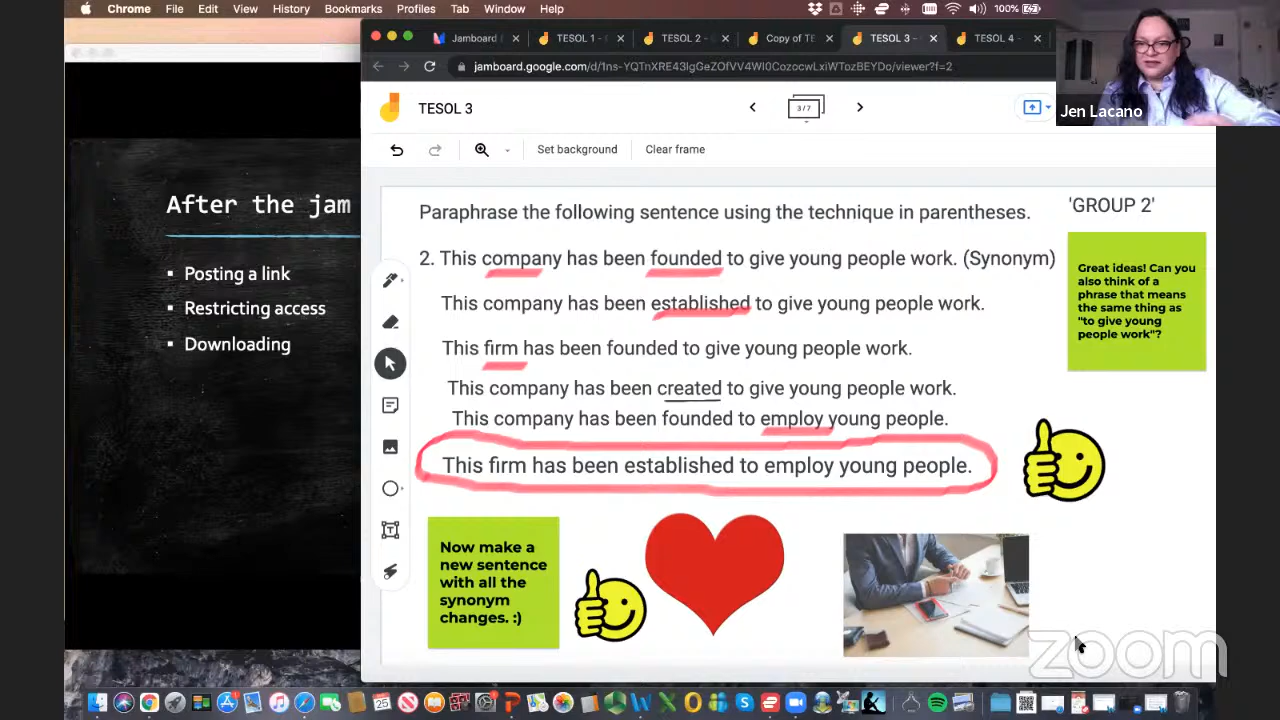 Chrome File Edit View History Bookmarks Profiles Tab Window Help 100%
Jamboard TESOL 1 - TESOL 2 - Copy of TE TESOL 3 - TESOL 4 -
Jen Lacano
TESOL 3
3/7
Set background Clear frame
After the jam
Posting a link
Restricting access
Downloading
Paraphrase the following sentence using the technique in parentheses.
'GROUP 2'
2. This company has been founded to give young people work. (Synonym)
This company has been established to give young people work.
This firm has been founded to give young people work.
This company has been created to give young people work.
This company has been founded to employ young people.
This firm has been established to employ young people.
Great ideas! Can you
also think of a
phrase that means
the same thing as
"to give young
people work"?
Now make a
new sentence
with all the
synonym
changes. :)
zoom